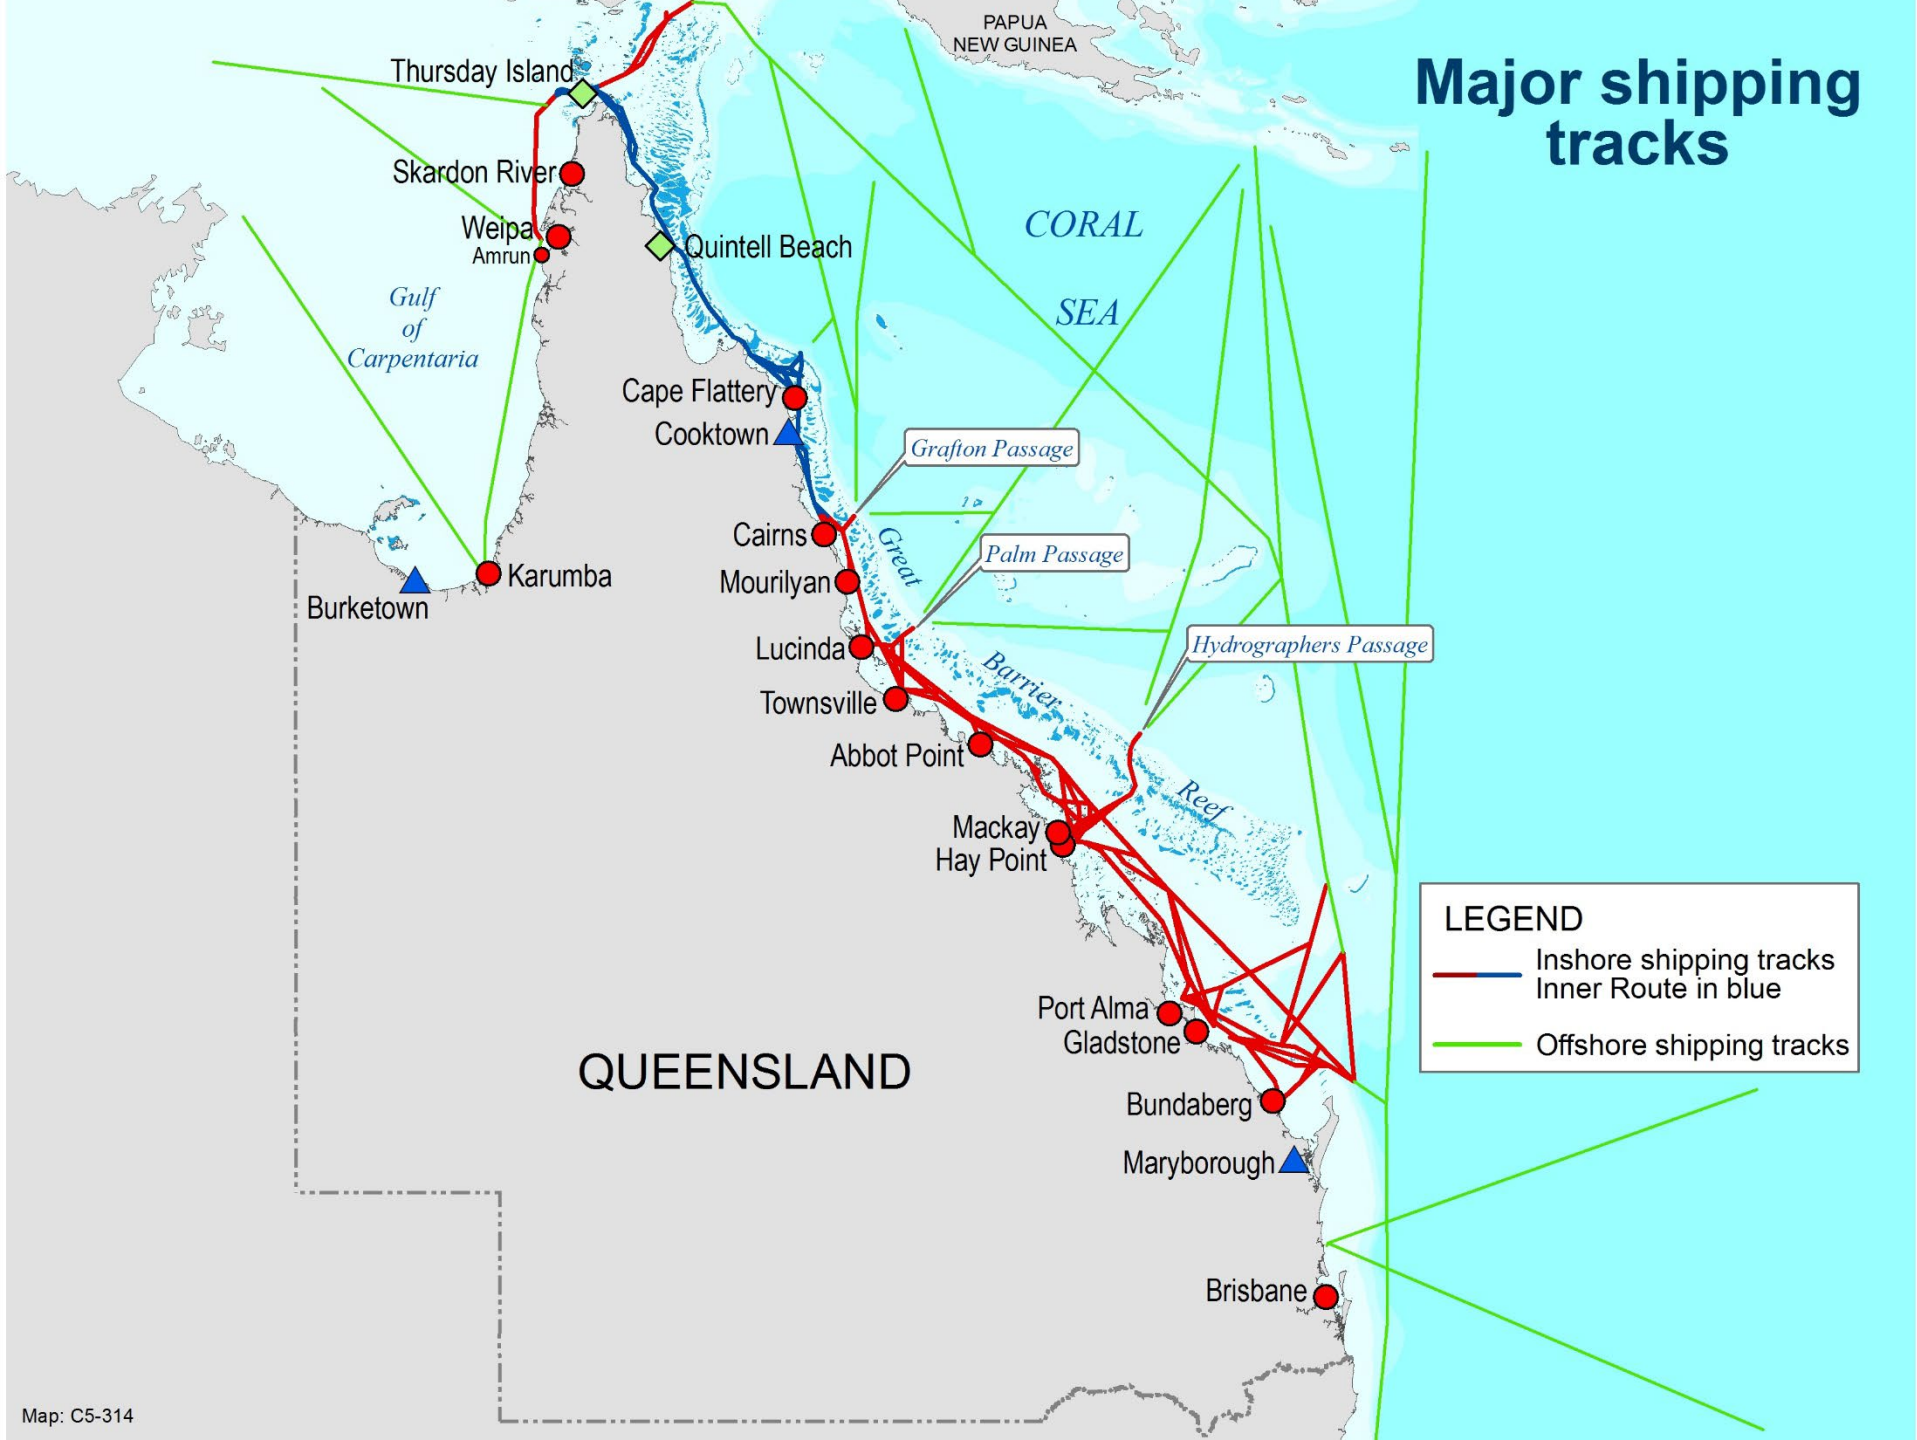 PAPUA
NEW GUINEA
Major shipping
tracks
Thursday Island
Skardon River
Weipa
Amrun
Quintell Beach
CORAL
SEA
Gulf
of
Carpentaria
Cape Flattery
Cooktown
Grafton Passage
Cairns
Great
Palm Passage
Mourilyan
Karumba
Burketown
Lucinda
Hydrographers Passage
Barrier
Townsville
Abbot Point
Reef
Mackay
Hay Point
LEGEND
Inshore shipping tracks
Inner Route in blue
Offshore shipping tracks
Port Alma
Gladstone
QUEENSLAND
Bundaberg
Maryborough
Brisbane
Map: C5-314